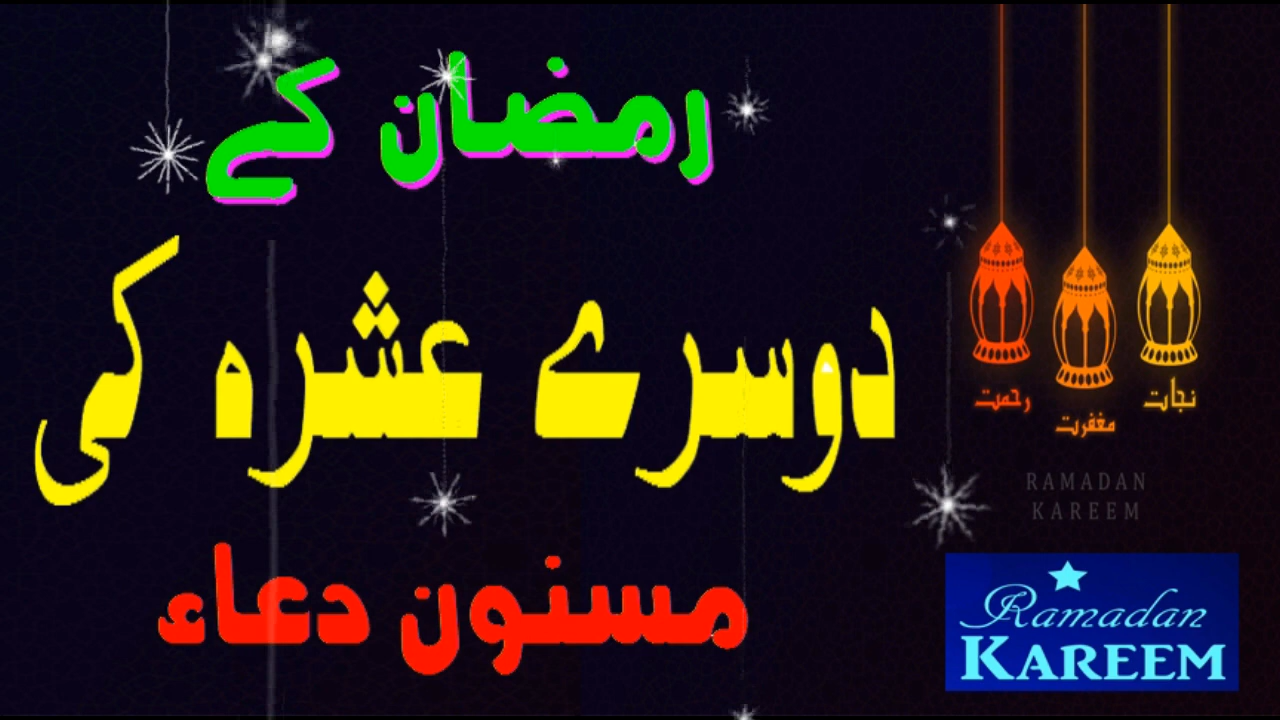 رمضان کے
دوسرے عشرہ کی
مسنون دعاء
رحمت
مغفرت
نجات
RAMADAN
KAREEM
Ramadan
KAREEM